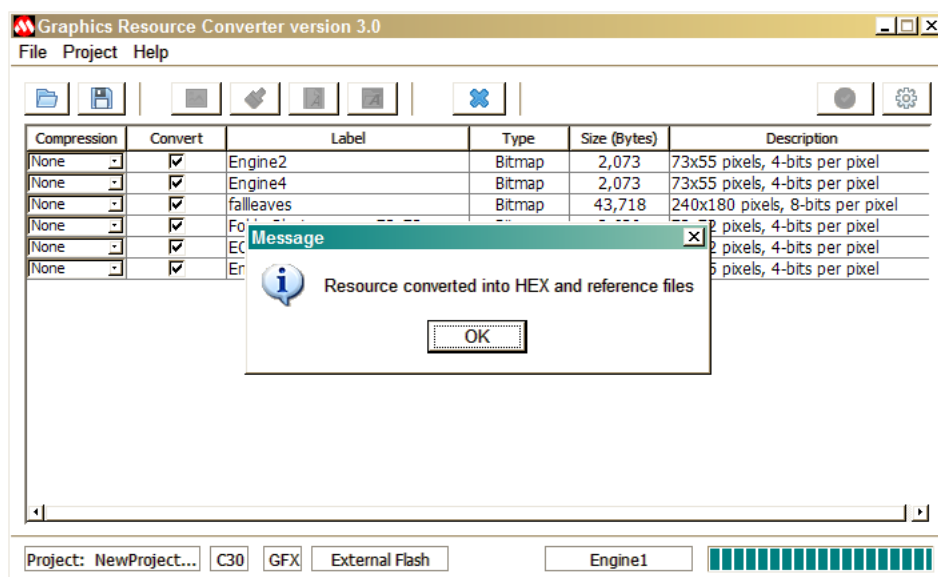 Graphics Resource Converter version 3.0
File Project Help
Compression Convert Label Type Size (Bytes) Description
None Engine2 Bitmap 2,073 73x55 pixels, 4-bits per pixel
None Engine4 Bitmap 2,073 73x55 pixels, 4-bits per pixel
None fallleaves Bitmap 43,718 240x180 pixels, 8-bits per pixel
None pixels, 4-bits per pixel
None pixels, 4-bits per pixel
None pixels, 4-bits per pixel
Message
Resource converted into HEX and reference files
OK
Project: NewProject... C30 GFX External Flash Engine1